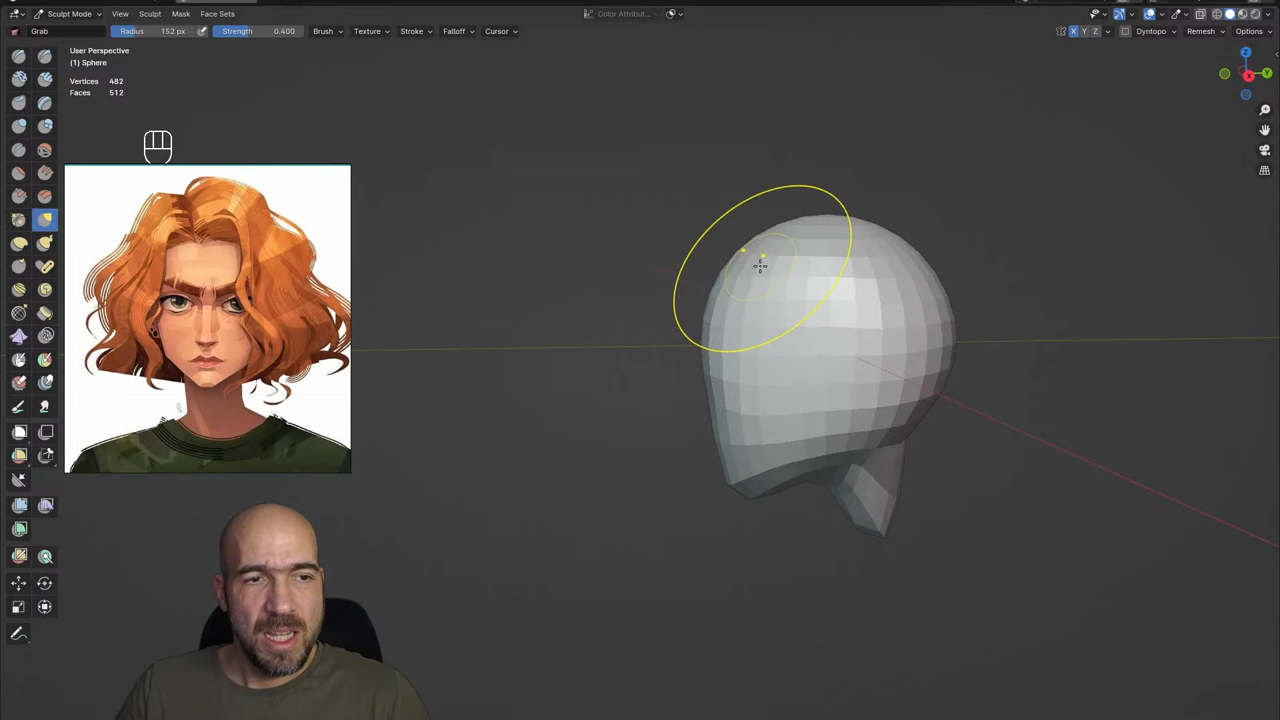 Sculpt Mode View Sculpt Mask Face Sets Color Attribut...
Grab Radius 152 px Strength 0.400 Brush Texture Stroke Falloff Cursor X Y Z Dyntopo Remesh Options
User Perspective
(1) Sphere
Vertices 482
Faces 512
Z
Y
X